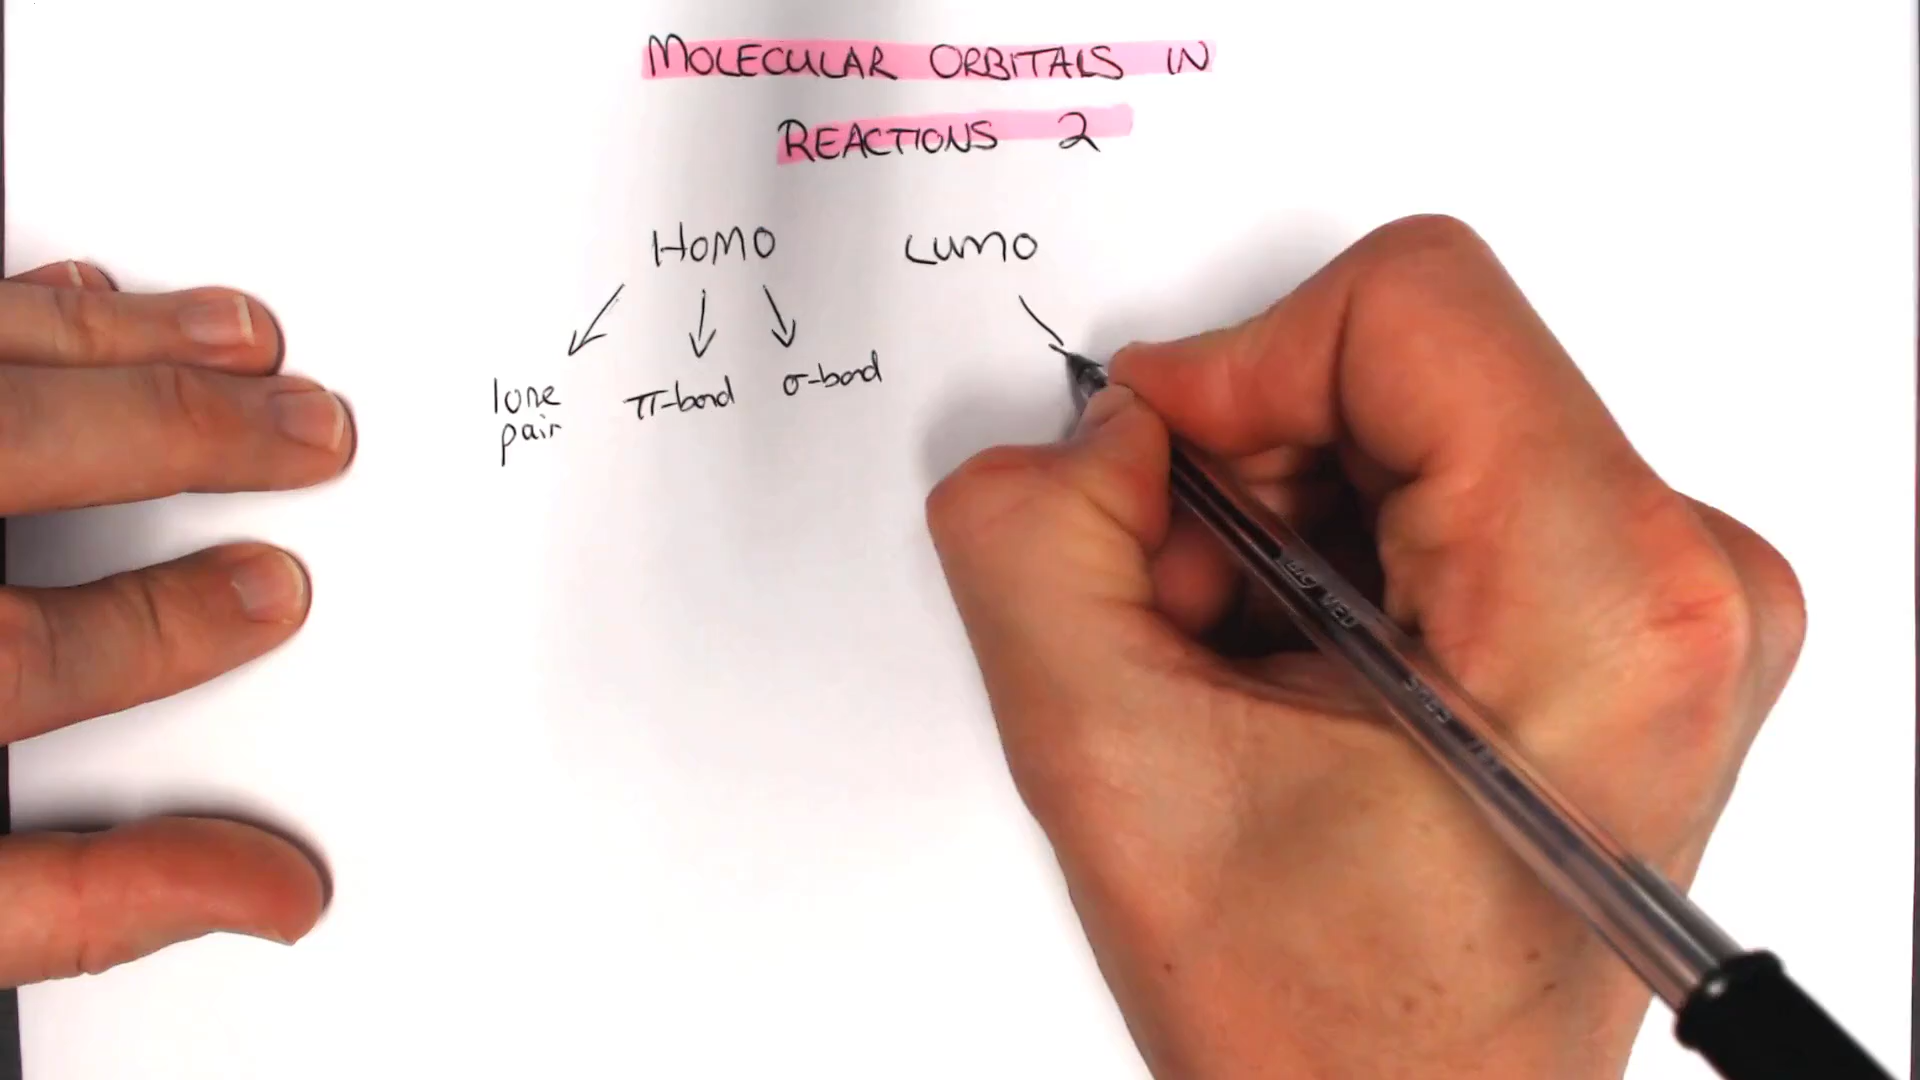 MOLECULAR ORBITALS IN
REACTIONS 2
HOMO LUMO
lone
pair
π-bond
σ-bond